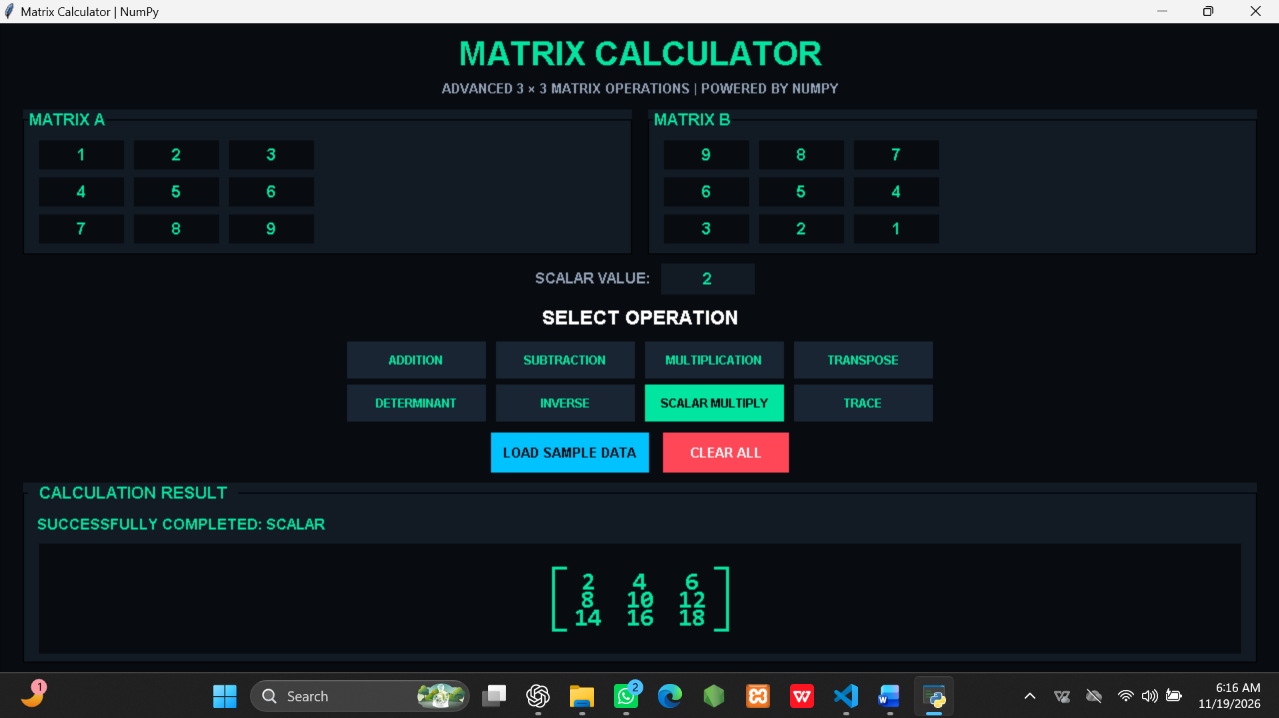 Matrix Calculator | NumPy
MATRIX CALCULATOR
ADVANCED 3 × 3 MATRIX OPERATIONS | POWERED BY NUMPY
MATRIX A
1 2 3
4 5 6
7 8 9
MATRIX B
9 8 7
6 5 4
3 2 1
SCALAR VALUE: 2
SELECT OPERATION
ADDITION SUBTRACTION MULTIPLICATION TRANSPOSE
DETERMINANT INVERSE SCALAR MULTIPLY TRACE
LOAD SAMPLE DATA CLEAR ALL
CALCULATION RESULT
SUCCESSFULLY COMPLETED: SCALAR
2 4 6
8 10 12
14 16 18
1
Search
2
W
W
6:16 AM
11/19/2026